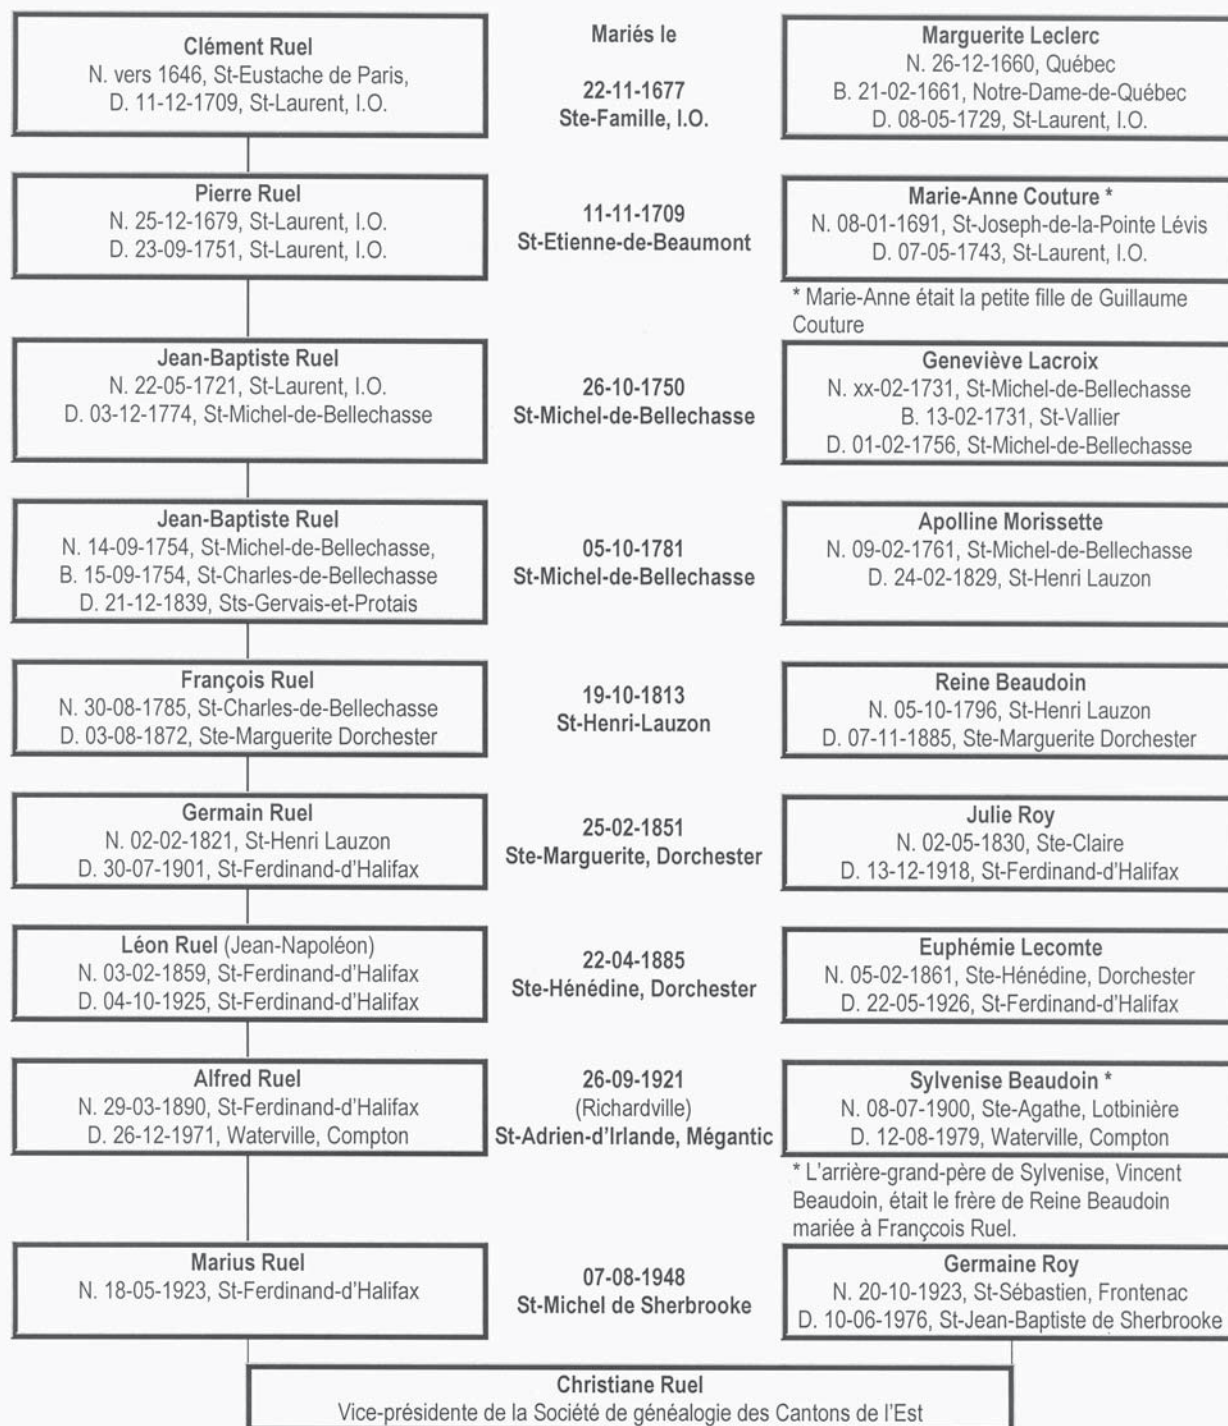 Clément Ruel
N. vers 1646, St-Eustache de Paris,
D. 11-12-1709, St-Laurent, I.O.
Mariés le
22-11-1677
Ste-Famille, I.O.
Marguerite Leclerc
N. 26-12-1660, Québec
B. 21-02-1661, Notre-Dame-de-Québec
D. 08-05-1729, St-Laurent, I.O.
Pierre Ruel
N. 25-12-1679, St-Laurent, I.O.
D. 23-09-1751, St-Laurent, I.O.
11-11-1709
St-Etienne-de-Beaumont
Marie-Anne Couture *
N. 08-01-1691, St-Joseph-de-la-Pointe Lévis
D. 07-05-1743, St-Laurent, I.O.
* Marie-Anne était la petite fille de Guillaume
Couture
Jean-Baptiste Ruel
N. 22-05-1721, St-Laurent, I.O.
D. 03-12-1774, St-Michel-de-Bellechasse
26-10-1750
St-Michel-de-Bellechasse
Geneviève Lacroix
N. xx-02-1731, St-Michel-de-Bellechasse
B. 13-02-1731, St-Vallier
D. 01-02-1756, St-Michel-de-Bellechasse
Jean-Baptiste Ruel
N. 14-09-1754, St-Michel-de-Bellechasse,
B. 15-09-1754, St-Charles-de-Bellechasse
D. 21-12-1839, Sts-Gervais-et-Protais
05-10-1781
St-Michel-de-Bellechasse
Apolline Morissette
N. 09-02-1761, St-Michel-de-Bellechasse
D. 24-02-1829, St-Henri Lauzon
François Ruel
N. 30-08-1785, St-Charles-de-Bellechasse
D. 03-08-1872, Ste-Marguerite Dorchester
19-10-1813
St-Henri-Lauzon
Reine Beaudoin
N. 05-10-1796, St-Henri Lauzon
D. 07-11-1885, Ste-Marguerite Dorchester
Germain Ruel
N. 02-02-1821, St-Henri Lauzon
D. 30-07-1901, St-Ferdinand-d'Halifax
25-02-1851
Ste-Marguerite, Dorchester
Julie Roy
N. 02-05-1830, Ste-Claire
D. 13-12-1918, St-Ferdinand-d'Halifax
Léon Ruel (Jean-Napoléon)
N. 03-02-1859, St-Ferdinand-d'Halifax
D. 04-10-1925, St-Ferdinand-d'Halifax
22-04-1885
Ste-Hénédine, Dorchester
Euphémie Lecomte
N. 05-02-1861, Ste-Hénédine, Dorchester
D. 22-05-1926, St-Ferdinand-d'Halifax
Alfred Ruel
N. 29-03-1890, St-Ferdinand-d'Halifax
D. 26-12-1971, Waterville, Compton
26-09-1921
(Richardville)
St-Adrien-d'Irlande, Mégantic
Sylvenise Beaudoin *
N. 08-07-1900, Ste-Agathe, Lotbinière
D. 12-08-1979, Waterville, Compton
* L'arrière-grand-père de Sylvenise, Vincent
Beaudoin, était le frère de Reine Beaudoin
mariée à Françcois Ruel.
Marius Ruel
N. 18-05-1923, St-Ferdinand-d'Halifax
07-08-1948
St-Michel de Sherbrooke
Germaine Roy
N. 20-10-1923, St-Sébastien, Frontenac
D. 10-06-1976, St-Jean-Baptiste de Sherbrooke
Christiane Ruel
Vice-présidente de la Société de généalogie des Cantons de l'Est